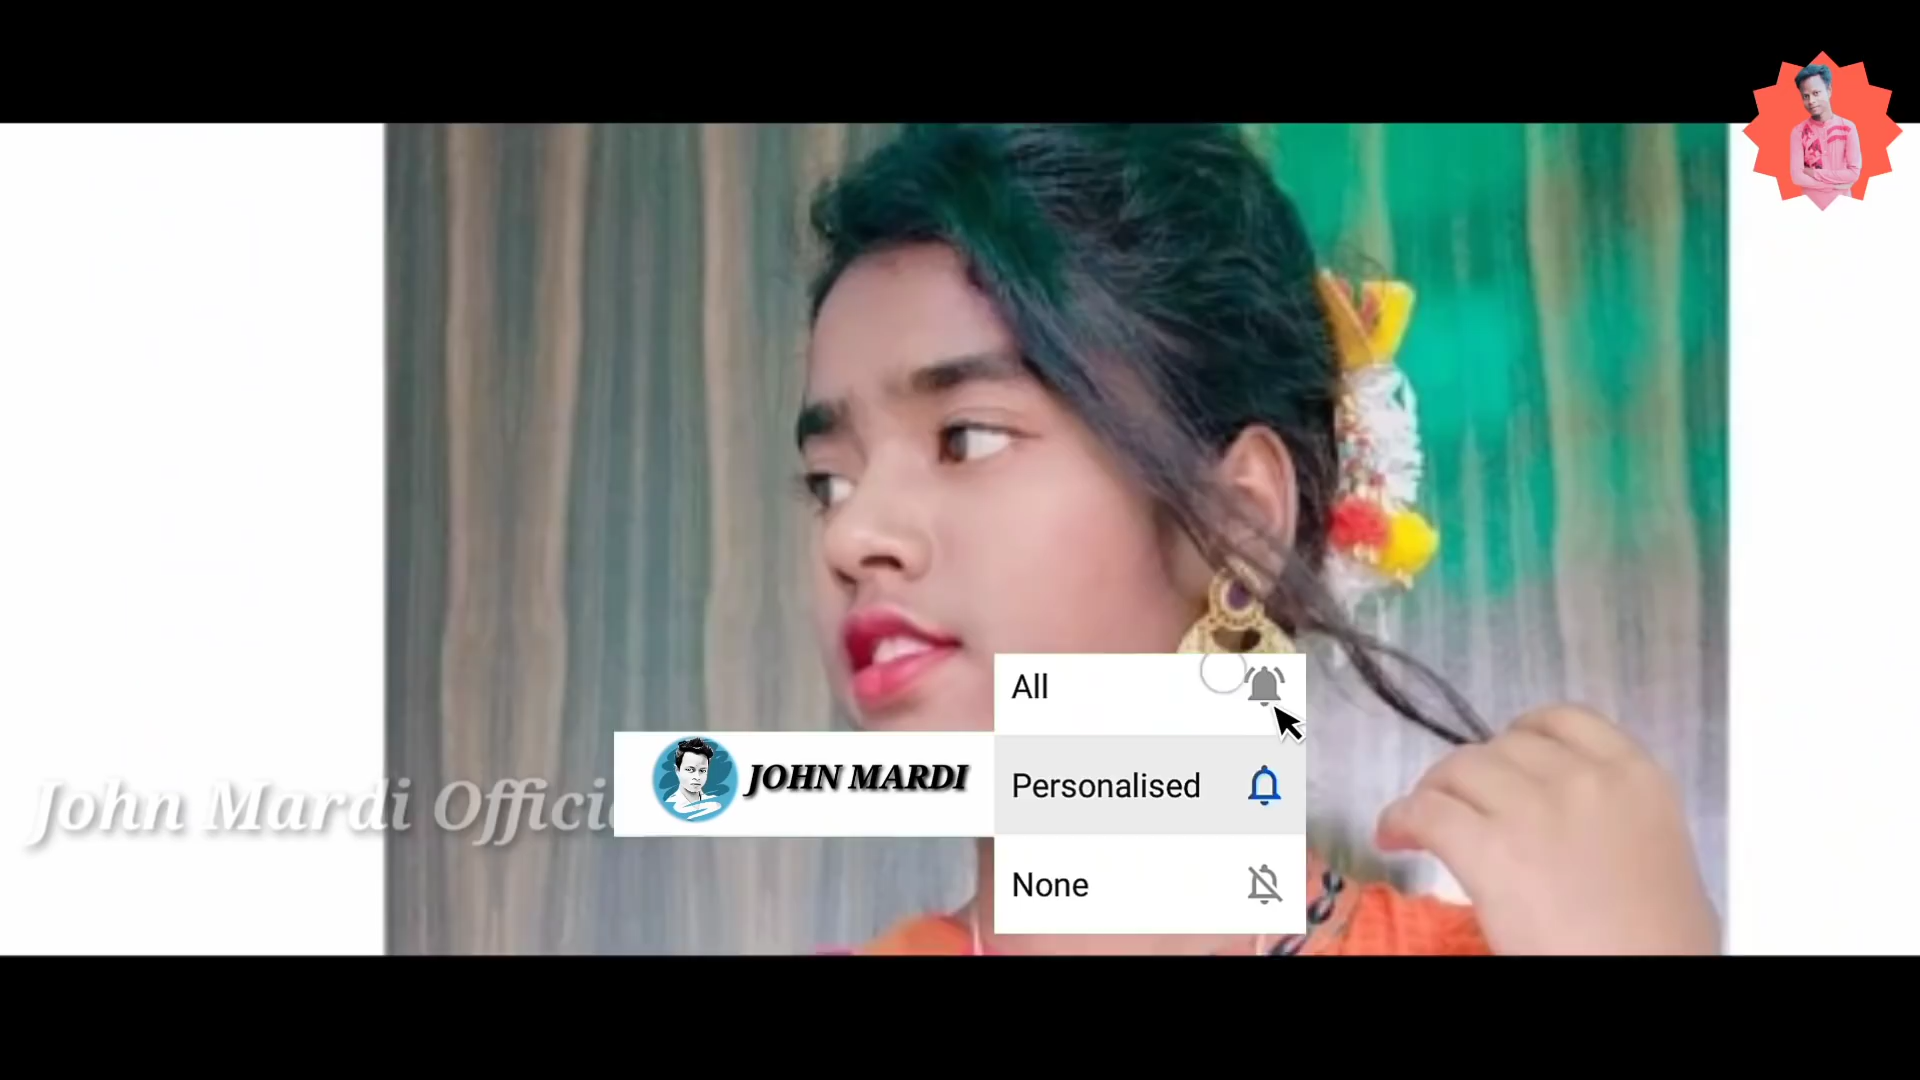 All
JOHN MARDI
Personalised
John Mardi Offici
None